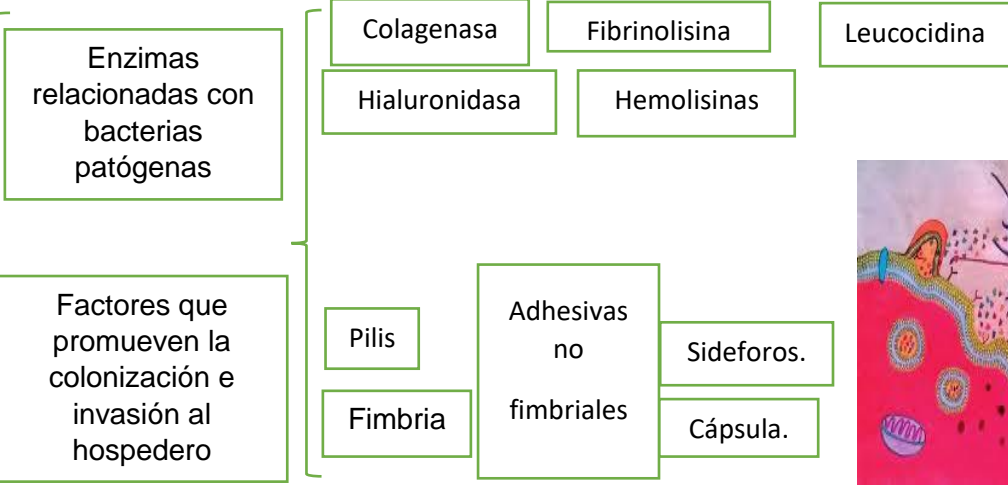 Enzimas
relacionadas con
bacterias
patógenas
Colagenasa
Fibrinolisina
Leucocidina
Hialuronidasa
Hemolisinas
Factores que
promueven la
colonización e
invasión al
hospedero
Pilis
Fimbria
Adhesivas
no
fimbriales
Sideforos.
Cápsula.